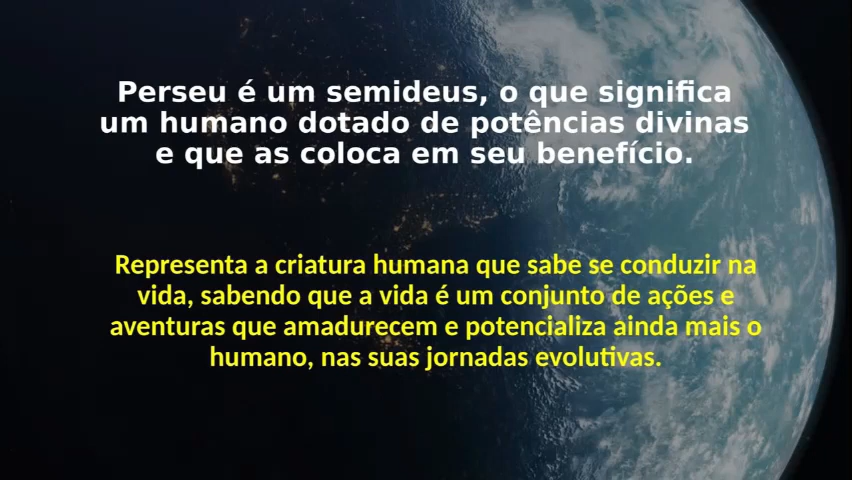 Perseu é um semideus, o que significa
um humano dotado de potências divinas
e que as coloca em seu benefício.
Representa a criatura humana que sabe se conduzir na
vida, sabendo que a vida é um conjunto de ações e
aventuras que amadurecem e potencializa ainda mais o
humano, nas suas jornadas evolutivas.